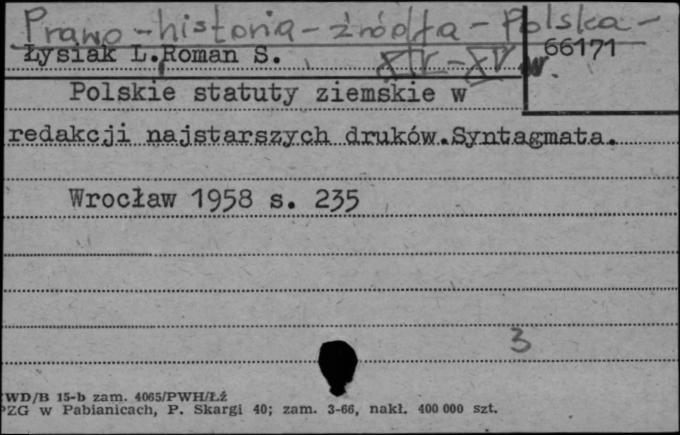 Prawo - historia - źródła - Polska -
Łysiak L. Roman S. XIV-XV w. 66171
Polskie statuty ziemskie w
redakcji najstarszych druków.Syntagmata.
Wrocław 1958 s. 235
3
WD/B 15-b zam. 4065/PWH/Łź
PZG w Pabianicach, P. Skargi 40; zam. 3-66, nakł. 400 000 szt.